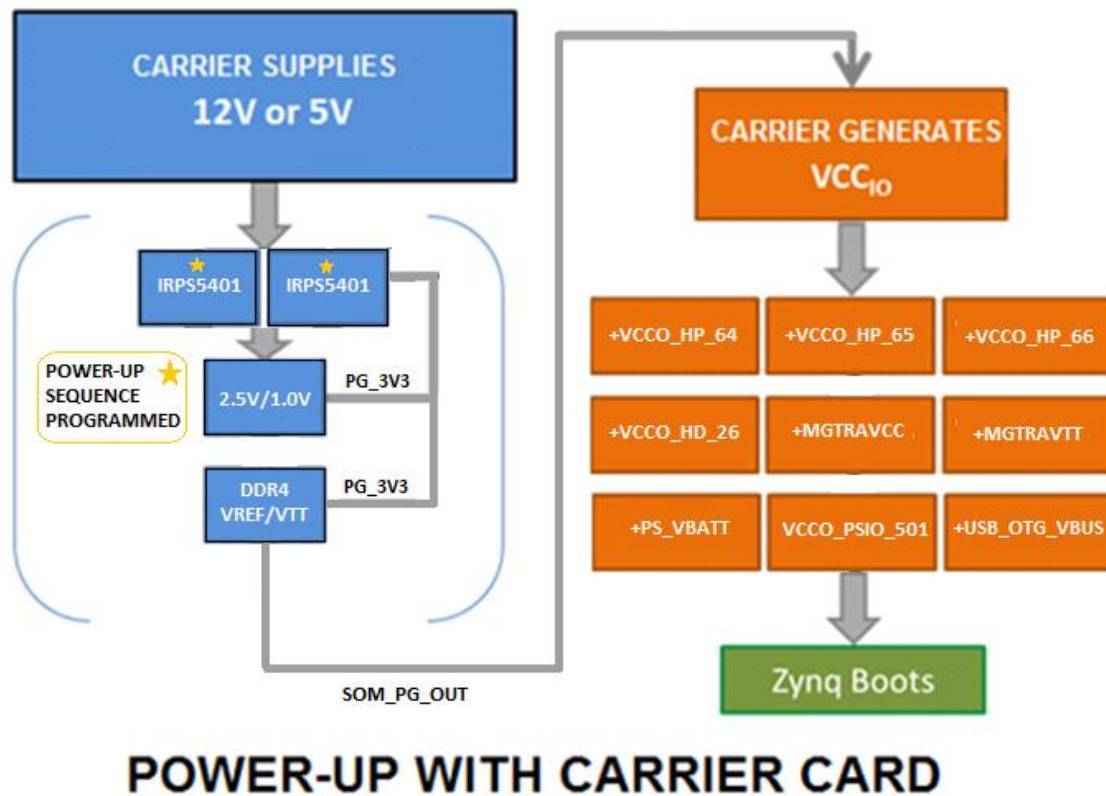 CARRIER SUPPLIES
12V or 5V
CARRIER GENERATES
VCCIO
IRPS5401
IRPS5401
POWER-UP
SEQUENCE
PROGRAMMED
2.5V/1.0V
PG_3V3
DDR4
VREF/VTT
PG_3V3
SOM_PG_OUT
+VCCO_HP_64
+VCCO_HP_65
+VCCO_HP_66
+VCCO_HD_26
+MGTRAVCC
+MGTRAVTT
+PS_VBATT
VCCO_PSIO_501
+USB_OTG_VBUS
Zynq Boots
POWER-UP WITH CARRIER CARD